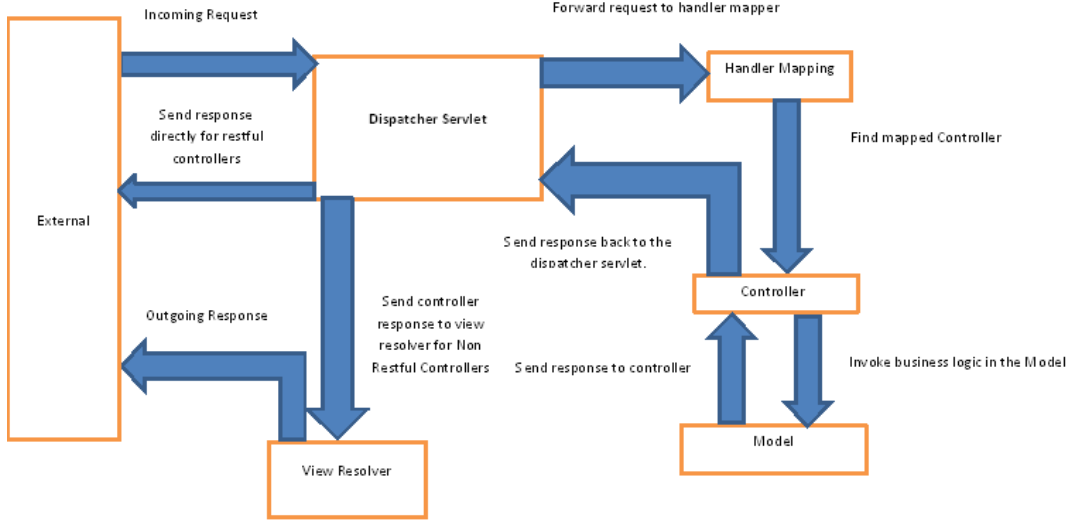 Incoming Request
Forward request to handler mapper
Handler Mapping
Send response
directly for restful
controllers
Dispatcher Servlet
Find mapped Controller
External
Send response back to the
dispatcher servlet.
Controller
Outgoing Response
Send controller
response to view
resolver for Non
Restful Controllers
Send response to controller
Invoke business logic in the Model
Model
View Resolver